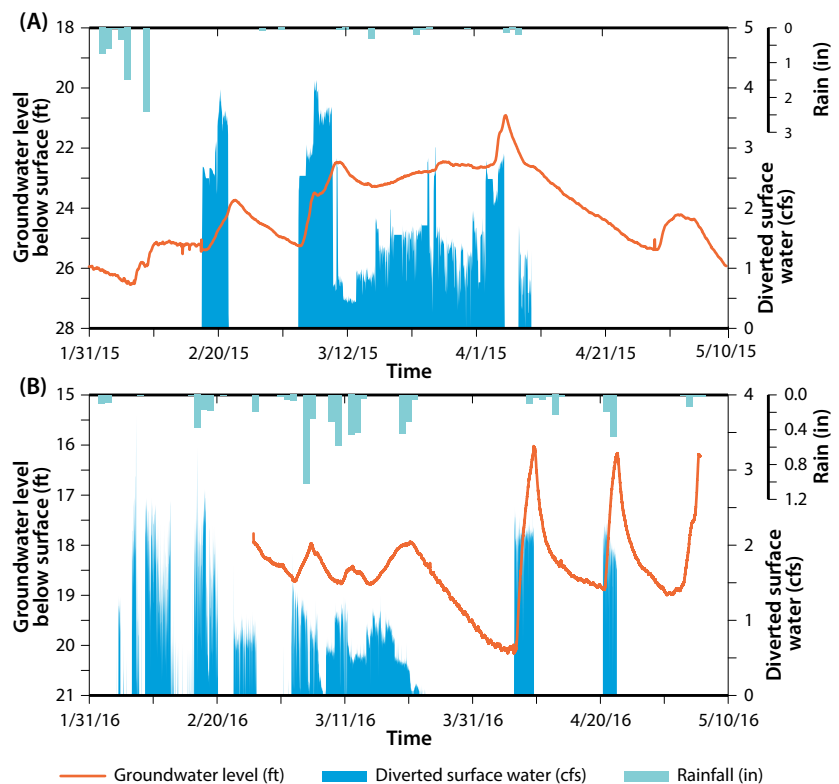 (A)
18
20
22
24
26
28
Groundwater level
below surface (ft)
5
4
3
2
1
0
Diverted surface
water (cfs)
0
1
2
3
Rain (in)
1/31/15
2/20/15
3/12/15
4/1/15
4/21/15
5/10/15
Time
(B)
15
16
17
18
19
20
21
Groundwater level
below surface (ft)
4
3
2
1
0
Diverted surface
water (cfs)
0.0
0.4
0.6
0.8
1.2
Rain (in)
1/31/16
2/20/16
3/11/16
3/31/16
4/20/16
5/10/16
Time
Groundwater level (ft)
Diverted surface water (cfs)
Rainfall (in)